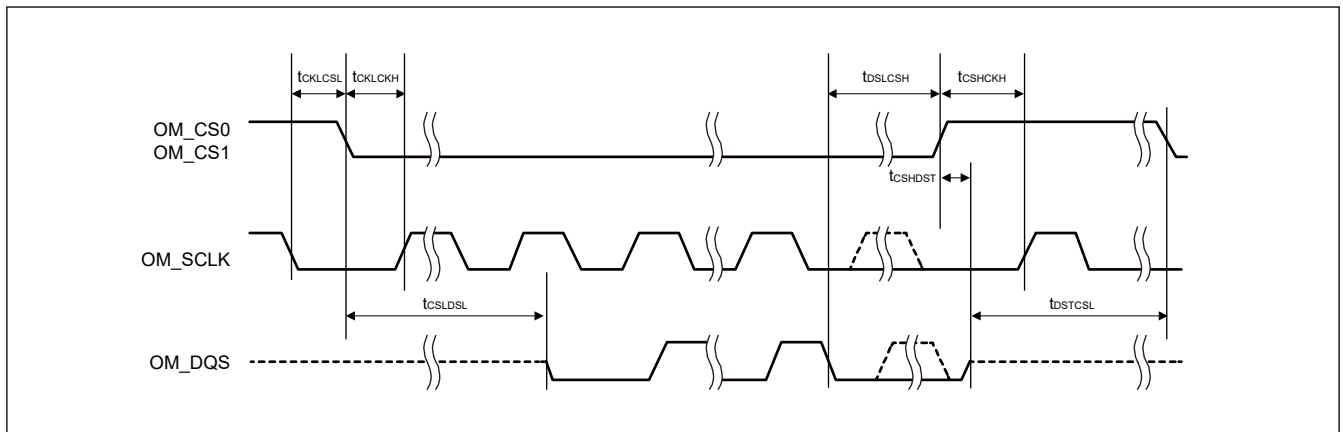 tCKLCSL tCKLCKH tDSLCSH tCSHCKH
OM_CS0
OM_CS1
tCSHDST
OM_SCLK
tCSLDSL tDSTCSL
OM_DQS